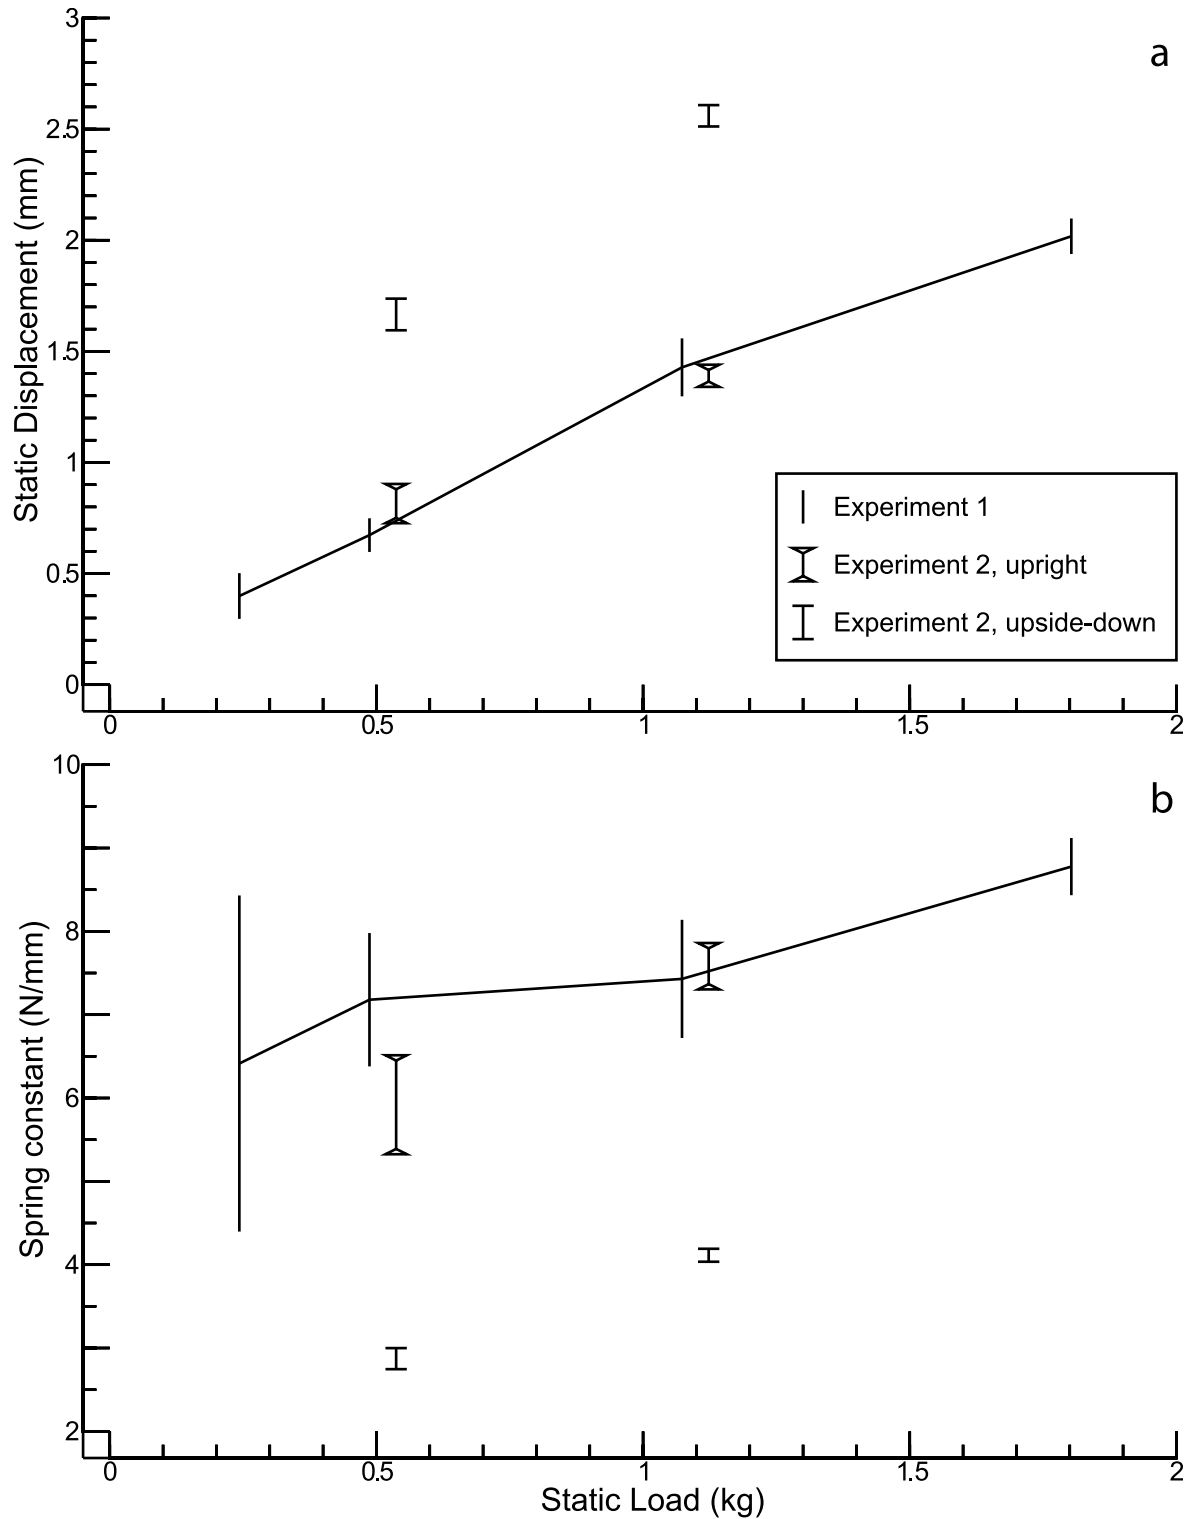 a
Static Displacement (mm)
3
2.5
2
1.5
1
0.5
0
Experiment 1
Experiment 2, upright
Experiment 2, upside-down
0 0.5 1 1.5 2
b
Spring constant (N/mm)
10
8
6
4
2
0 0.5 1 1.5 2
Static Load (kg)